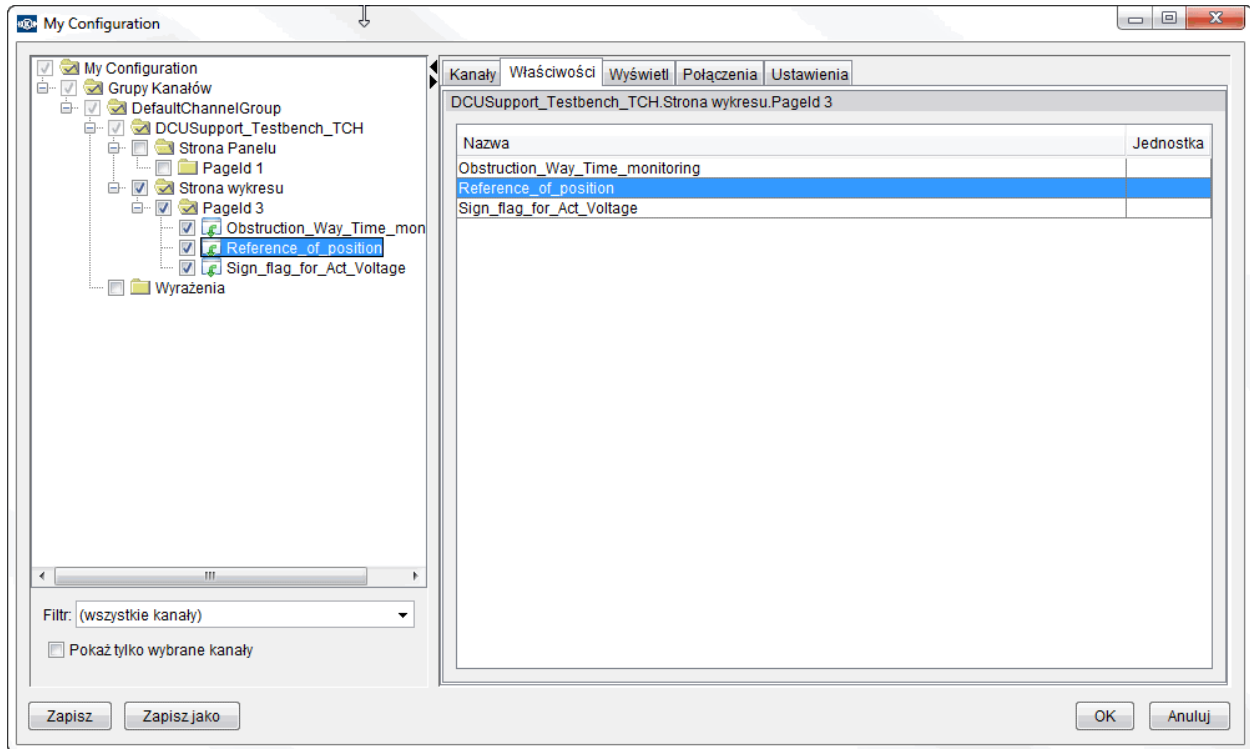 My Configuration
My Configuration
Grupy Kanałów
DefaultChannelGroup
DCUSupport_Testbench_TCH
Strona Panelu
PageId 1
Strona wykresu
PageId 3
Obstruction_Way_Time_mon
Reference_of_position
Sign_flag_for_Act_Voltage
Wyrażenia
Filtr: (wszystkie kanały)
Pokaż tylko wybrane kanały
Kanały Właściwości Wyświetl Połączenia Ustawienia
DCUSupport_Testbench_TCH.Strona wykresu.PageId 3
Nazwa Jednostka
Obstruction_Way_Time_monitoring
Reference_of_position
Sign_flag_for_Act_Voltage
Zapisz Zapisz jako OK Anuluj